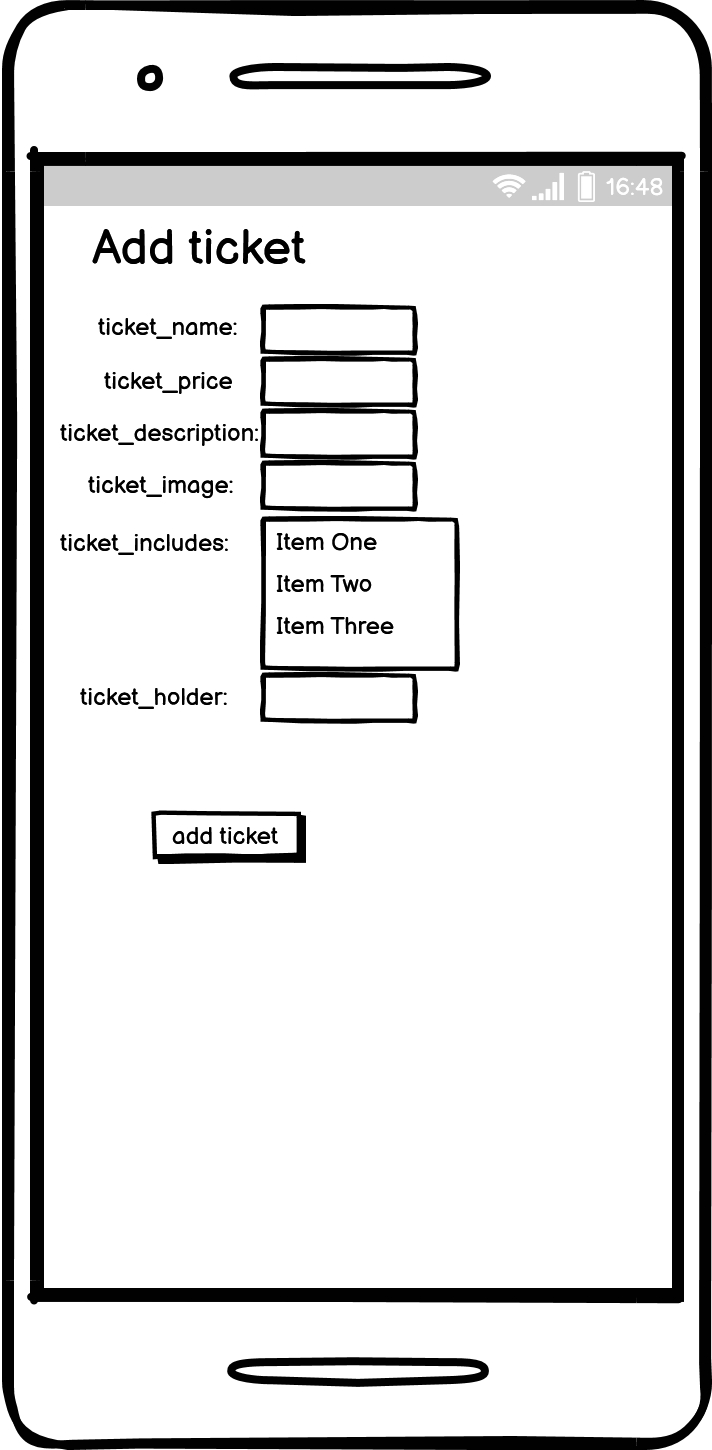 16:48
Add ticket
ticket_name:
ticket_price
ticket_description:
ticket_image:
ticket_includes:
Item One
Item Two
Item Three
ticket_holder:
add ticket